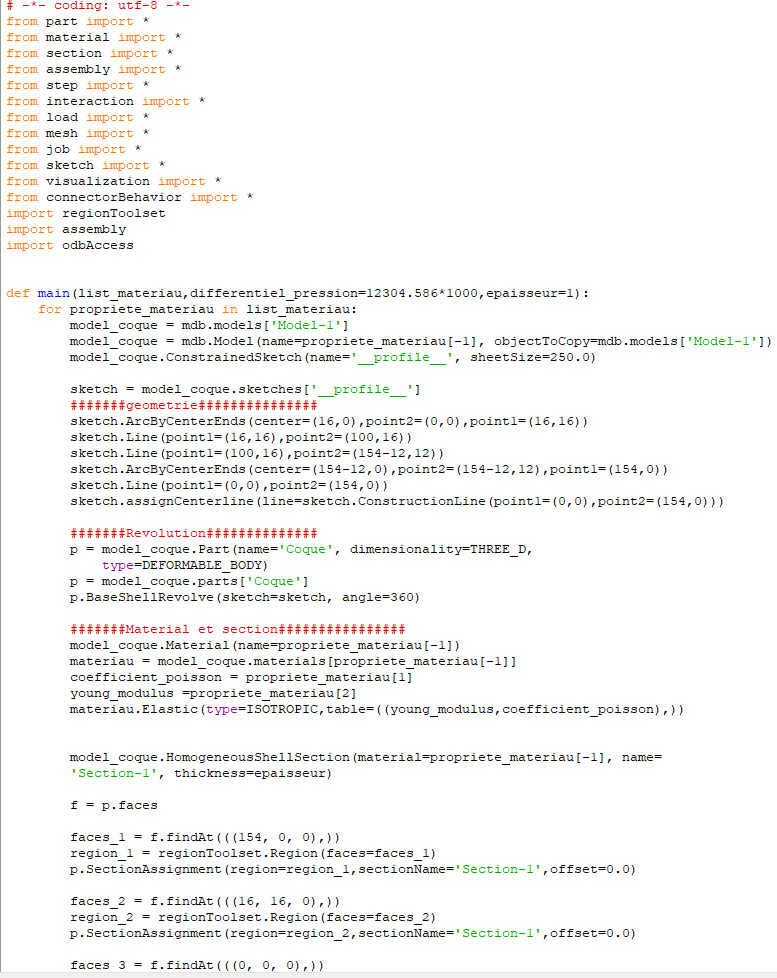 # -*- coding: utf-8 -*-
from part import *
from material import *
from section import *
from assembly import *
from step import *
from interaction import *
from load import *
from mesh import *
from job import *
from sketch import *
from visualization import *
from connectorBehavior import *
import regionToolset
import assembly
import odbAccess
def main(list_materiau,differentiel_pression=12304.586*1000,epaisseur=1):
    for propriete_materiau in list_materiau:
        model_coque = mdb.models['Model-1']
        model_coque = mdb.Model(name=propriete_materiau[-1], objectToCopy=mdb.models['Model-1'])
        model_coque.ConstrainedSketch(name='__profile__', sheetSize=250.0)
        sketch = model_coque.sketches['__profile__']
        #######geometrie###############
        sketch.ArcByCenterEnds(center=(16,0),point2=(0,0),point1=(16,16))
        sketch.Line(point1=(16,16),point2=(100,16))
        sketch.Line(point1=(100,16),point2=(154-12,12))
        sketch.ArcByCenterEnds(center=(154-12,0),point2=(154-12,12),point1=(154,0))
        sketch.Line(point1=(0,0),point2=(154,0))
        sketch.assignCenterline(line=sketch.ConstructionLine(point1=(0,0),point2=(154,0)))
        #######Revolution##############
        p = model_coque.Part(name='Coque', dimensionality=THREE_D,
            type=DEFORMABLE_BODY)
        p = model_coque.parts['Coque']
        p.BaseShellRevolve(sketch=sketch, angle=360)
        #######Material et section################
        model_coque.Material(name=propriete_materiau[-1])
        materiau = model_coque.materials[propriete_materiau[-1]]
        coefficient_poisson = propriete_materiau[1]
        young_modulus =propriete_materiau[2]
        materiau.Elastic(type=ISOTROPIC,table=((young_modulus,coefficient_poisson),))
        model_coque.HomogeneousShellSection(material=propriete_materiau[-1], name=
        'Section-1', thickness=epaisseur)
        f = p.faces
        faces_1 = f.findAt(((154, 0, 0),))
        region_1 = regionToolset.Region(faces=faces_1)
        p.SectionAssignment(region=region_1,sectionName='Section-1',offset=0.0)
        faces_2 = f.findAt(((16, 16, 0),))
        region_2 = regionToolset.Region(faces=faces_2)
        p.SectionAssignment(region=region_2,sectionName='Section-1',offset=0.0)
        faces_3 = f.findAt(((0, 0, 0),))